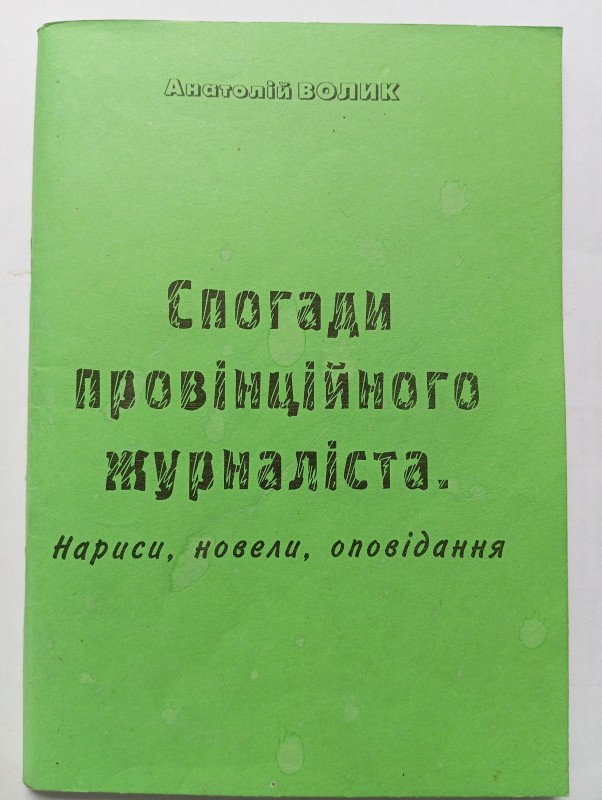 Анатолій ВОЛИК
Спогади
провінційного
журналіста.
Нариси, новели, оповідання